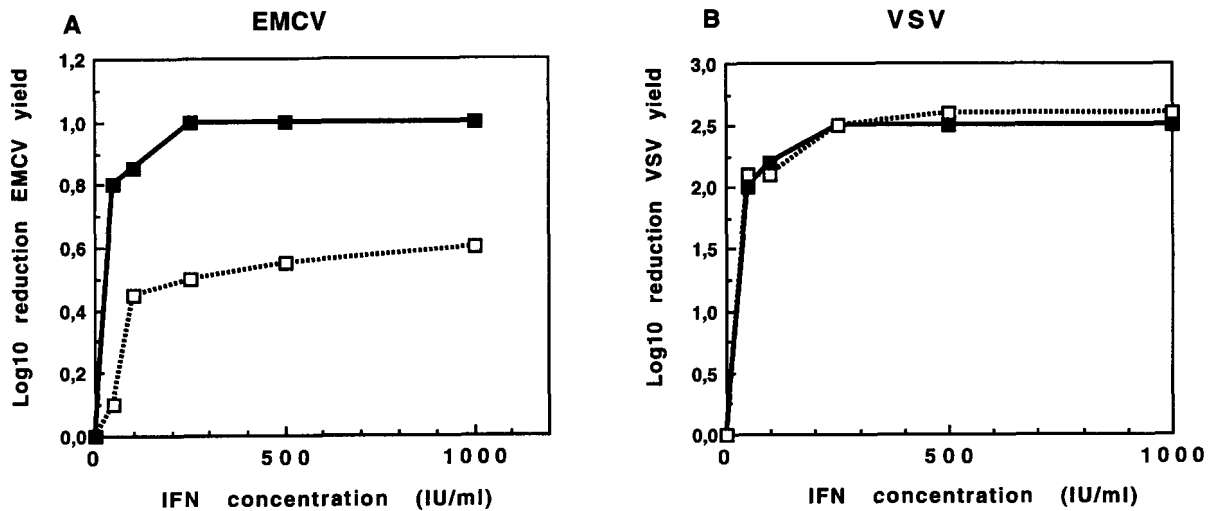 A
EMCV
Log10 reduction EMCV yield
1,2
1,0
0,8
0,6
0,4
0,2
0,0
0
500
1000
IFN concentration (IU/ml)
B
VSV
Log10 reduction VSV yield
3,0
2,5
2,0
1,5
1,0
0,5
0,0
0
500
1000
IFN concentration (IU/ml)